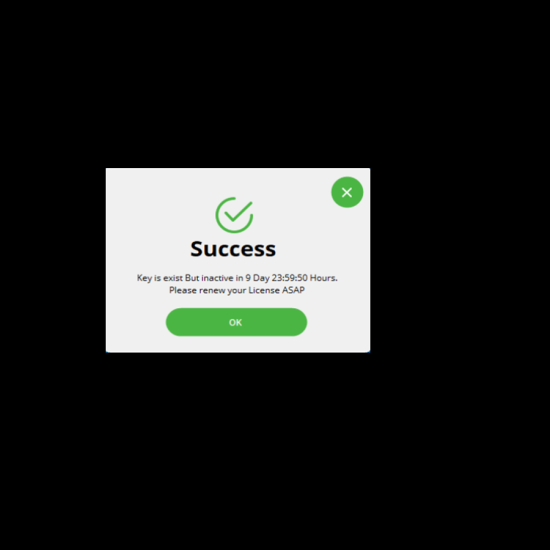 Success
Key is exist But inactive in 9 Day 23:59:50 Hours.
Please renew your License ASAP
OK